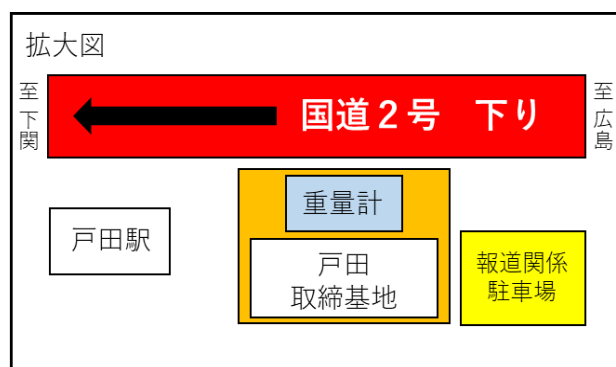 拡大図
至下関
国道２号　下り
至広島
重量計
戸田駅
戸田
取締基地
報道関係
駐車場